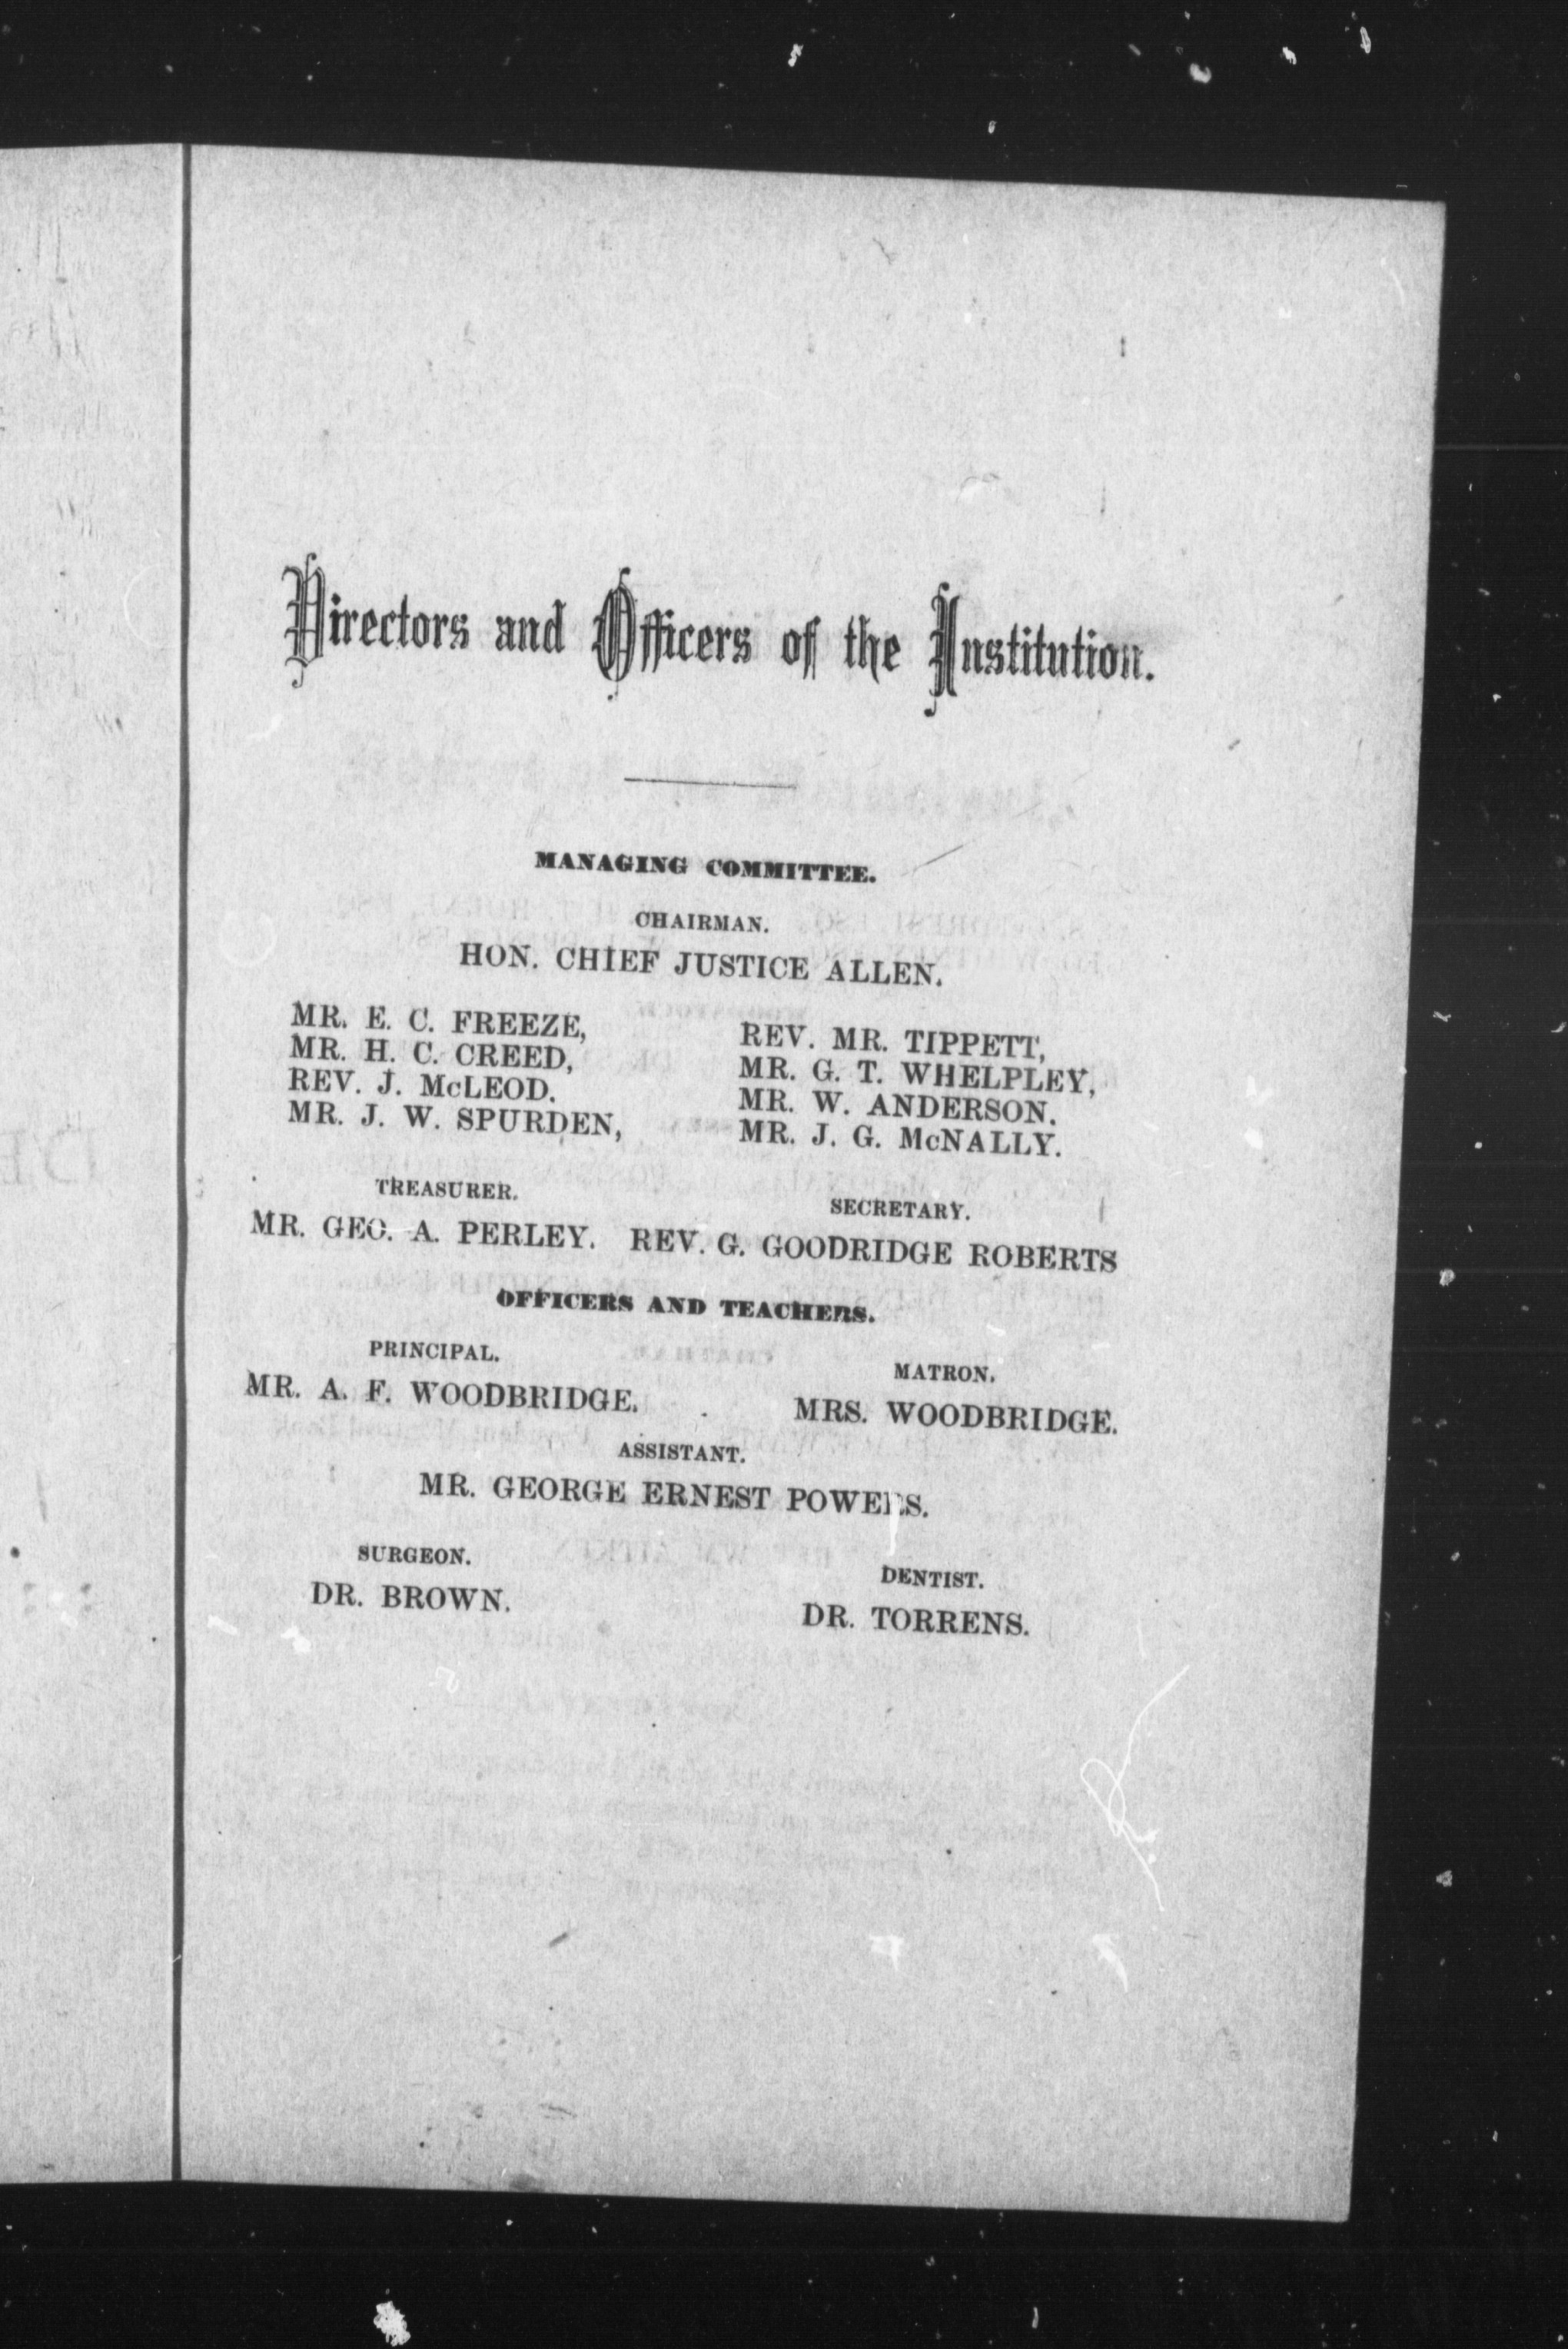 Directors and Officers of the Institution.
MANAGING COMMITTEE.
CHAIRMAN.
HON. CHIEF JUSTICE ALLEN.
MR. E. C. FREEZE,
MR. H. C. CREED,
REV. J. McLEOD.
MR. J. W. SPURDEN,
REV. MR. TIPPETT,
MR. G. T. WHELPLEY,
MR. W. ANDERSON.
MR. J. G. McNALLY.
TREASURER.
MR. GEO. A. PERLEY.
SECRETARY.
REV. G. GOODRIDGE ROBERTS
OFFICERS AND TEACHERS.
PRINCIPAL.
MR. A. F. WOODBRIDGE.
MATRON.
MRS. WOODBRIDGE.
ASSISTANT.
MR. GEORGE ERNEST POWERS.
SURGEON.
DR. BROWN.
DENTIST.
DR. TORRENS.